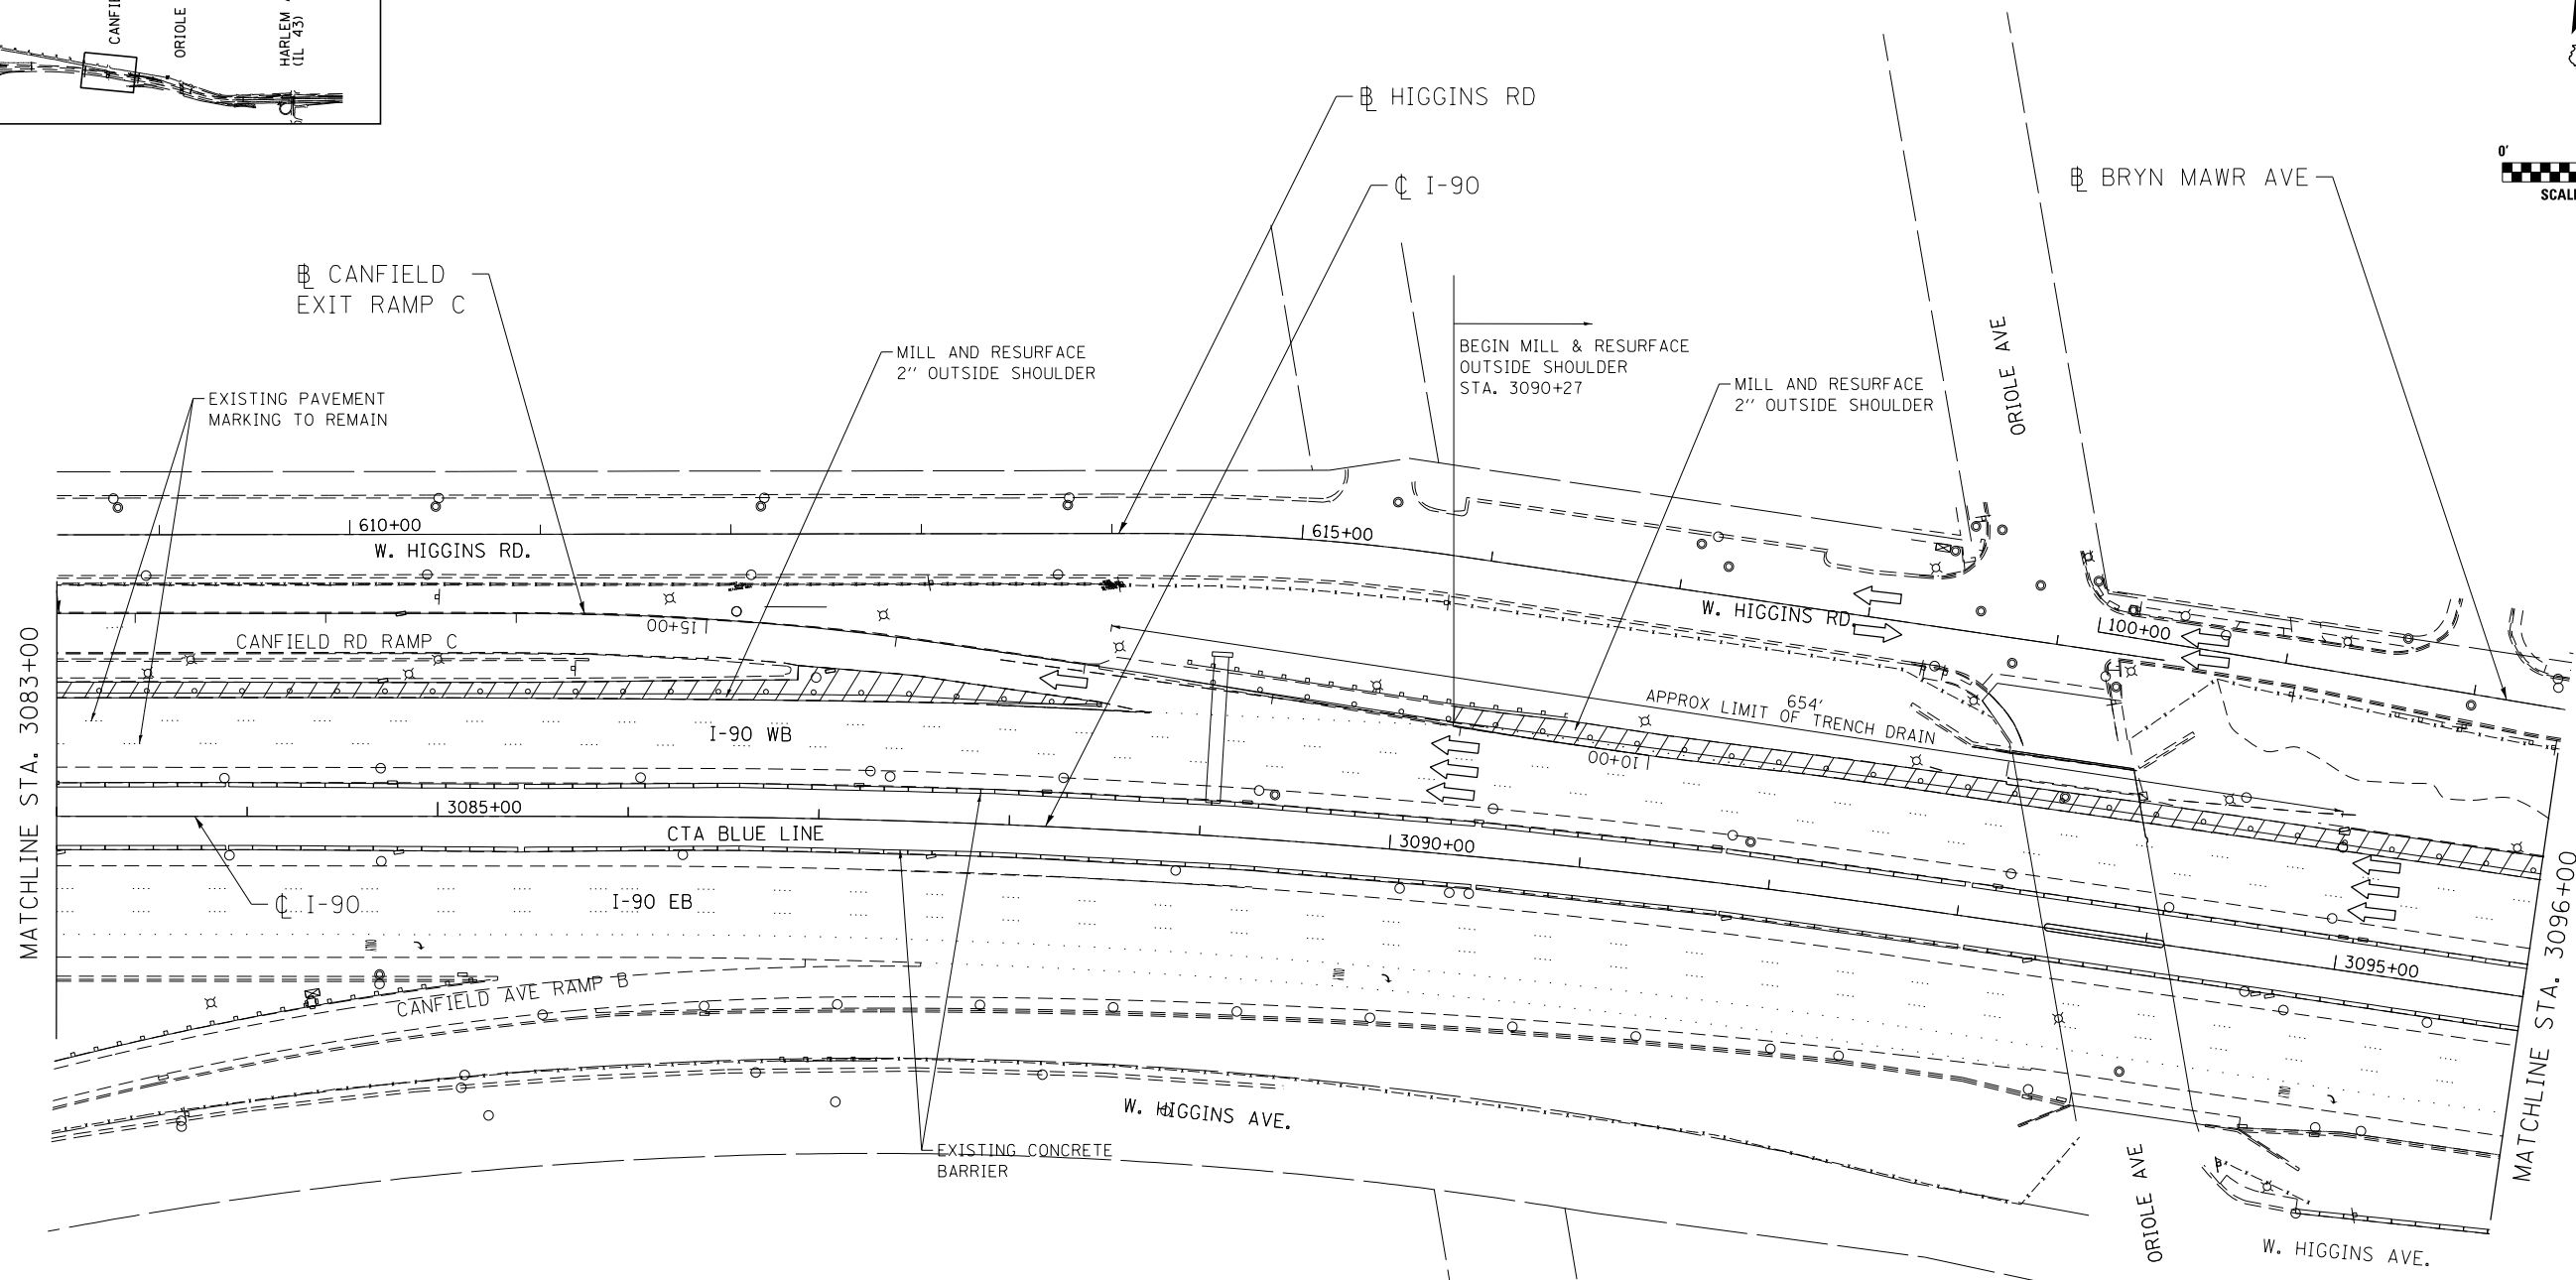 ORIOLE
HARLEM
(IL 43)
0'
℄ I-90
HIGGINS RD
BRYN MAWR AVE
CANFIELD
EXIT RAMP C
MILL AND RESURFACE
2'' OUTSIDE SHOULDER
BEGIN MILL & RESURFACE
OUTSIDE SHOULDER
STA. 3090+27
MILL AND RESURFACE
2'' OUTSIDE SHOULDER
EXISTING PAVEMENT
MARKING TO REMAIN
ORIOLE AVE
610+00
615+00
W. HIGGINS RD.
W. HIGGINS RD.
100+00
115+00
CANFIELD RD RAMP C
654'
APPROX LIMIT OF TRENCH DRAIN
I-90 WB
110+00
MATCHLINE STA. 3083+00
3085+00
CTA BLUE LINE
3090+00
℄ I-90
I-90 EB
3095+00
MATCHLINE STA. 3096+00
CANFIELD AVE RAMP B
W. HIGGINS AVE.
EXISTING CONCRETE
BARRIER
ORIOLE AVE
W. HIGGINS AVE.